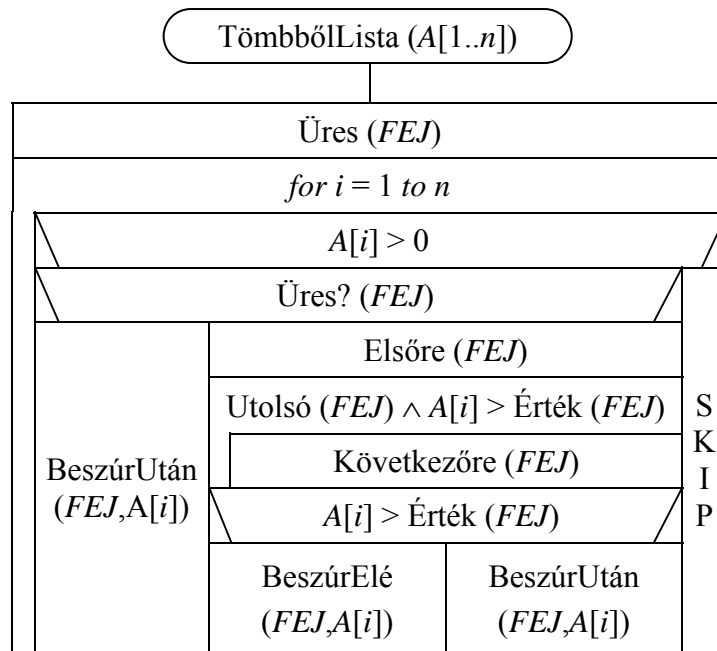 TömbbőlLista (A[1..n])
Üres (FEJ)
for i = 1 to n
A[i] > 0
Üres? (FEJ)
Elsőre (FEJ)
Utolsó (FEJ) ∧ A[i] > Érték (FEJ)
Következőre (FEJ)
A[i] > Érték (FEJ)
BeszúrUtán
(FEJ,A[i])
BeszúrElé
(FEJ,A[i])
BeszúrUtán
(FEJ,A[i])
S
K
I
P